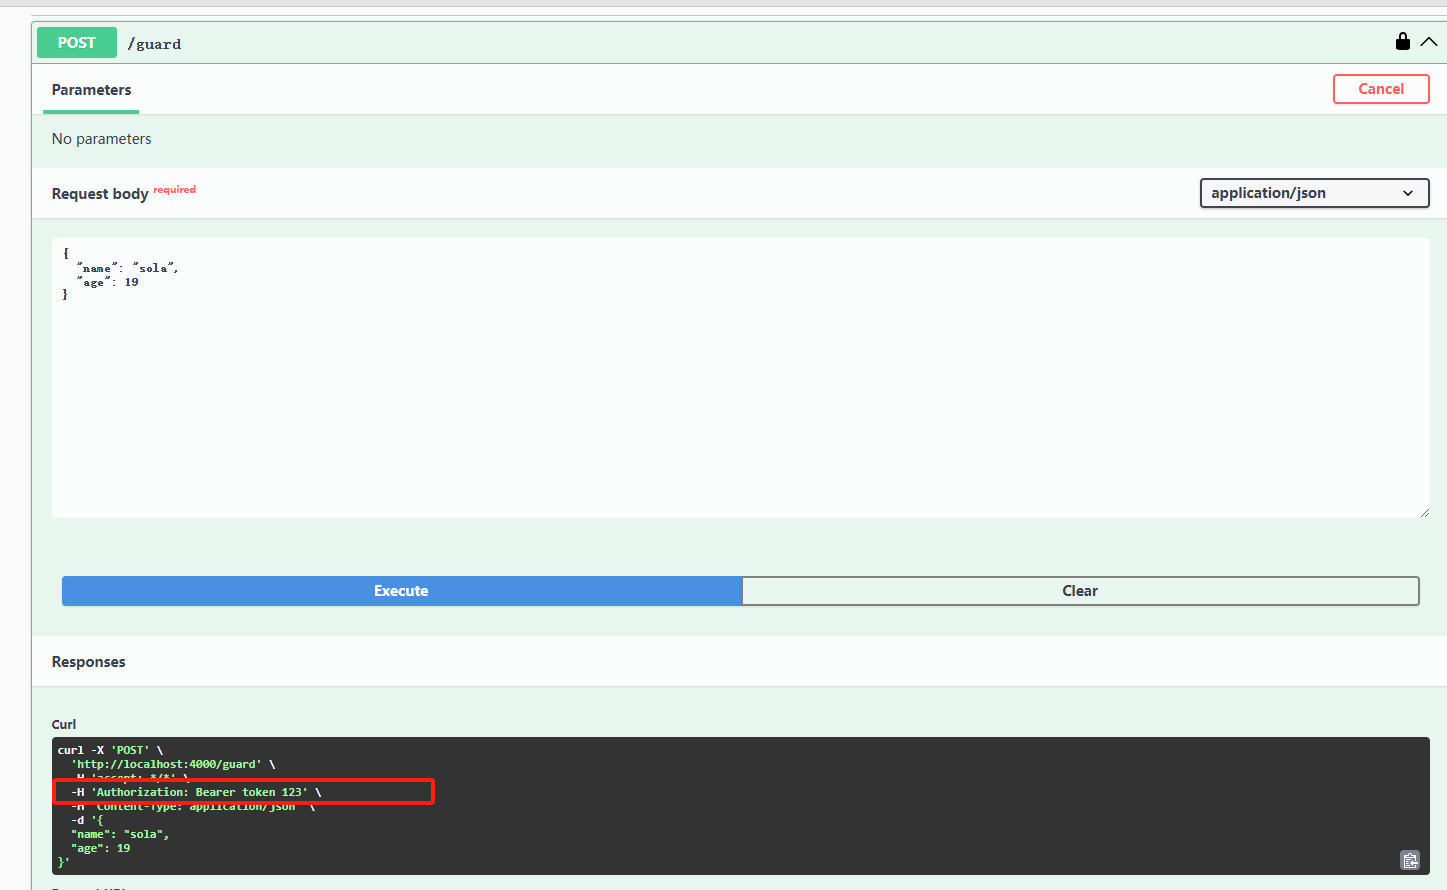 POST /guard
Parameters
Cancel
No parameters
Request body required
application/json
{
"name": "sola",
"age": 19
}
Execute
Clear
Responses
Curl
curl -X 'POST' \
'http://localhost:4000/guard' \
-H 'accept: */*' \
-H 'Authorization: Bearer token 123' \
-H 'Content-Type: application/json' \
-d '{
"name": "sola",
"age": 19
}'